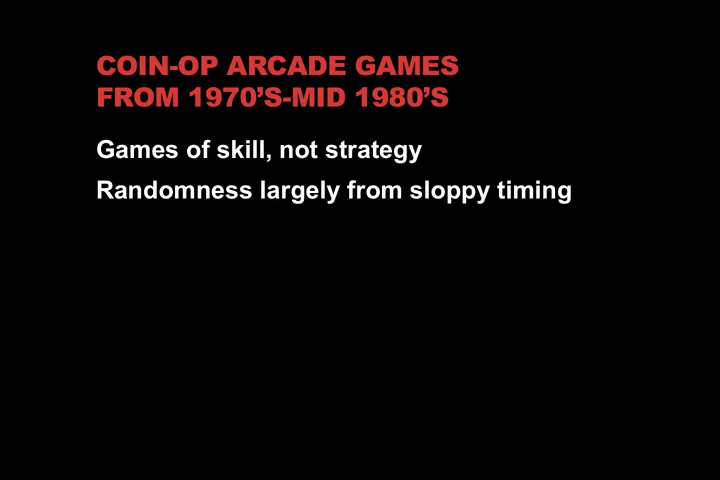 COIN-OP ARCADE GAMES
FROM 1970’S-MID 1980’S
Games of skill, not strategy
Randomness largely from sloppy timing